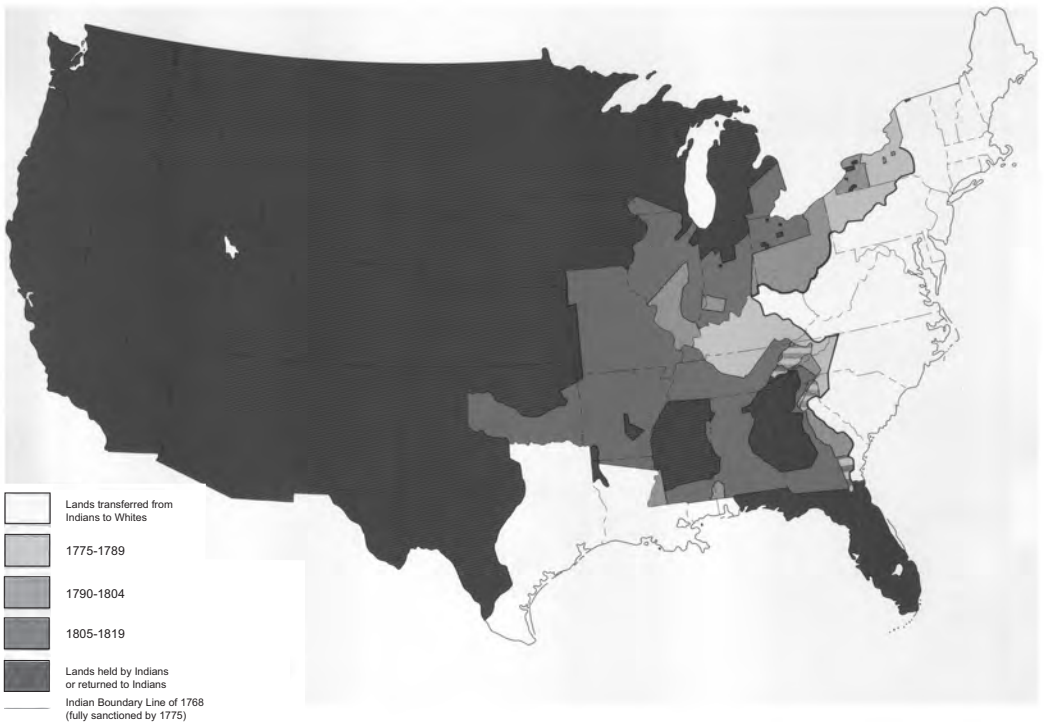 Lands transferred from
Indians to Whites
1775-1789
1790-1804
1805-1819
Lands held by Indians
or returned to Indians
Indian Boundary Line of 1768
(fully sanctioned by 1775)